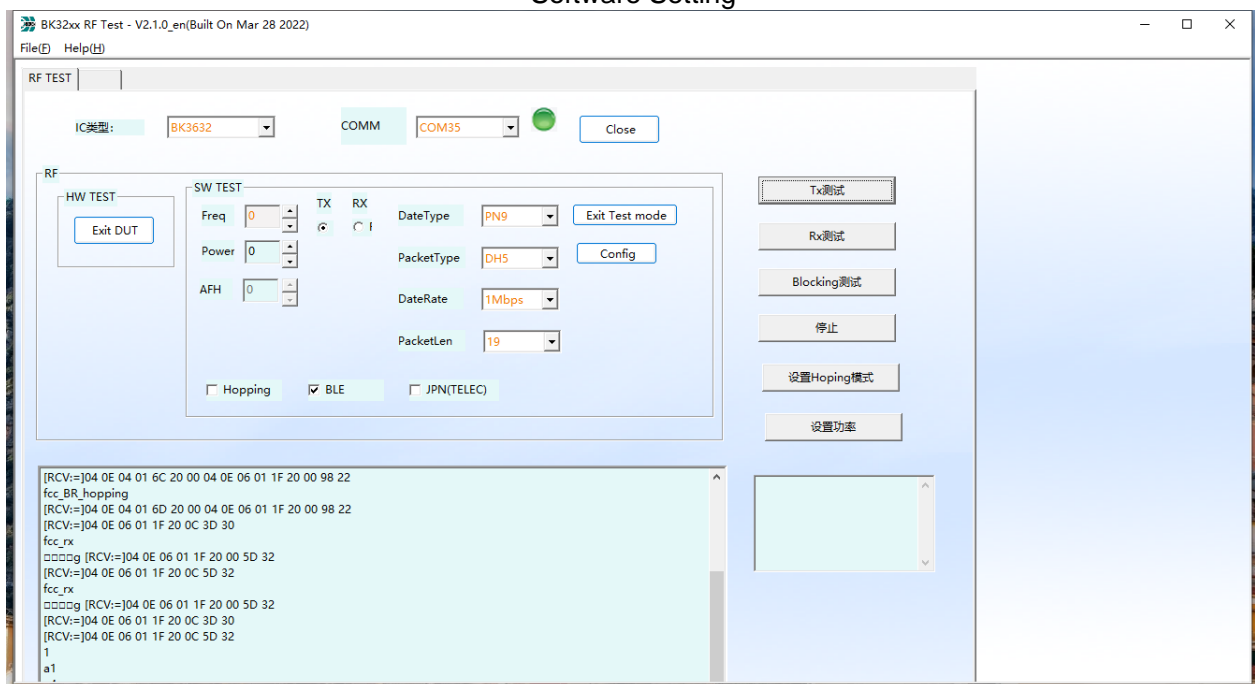 Software Setting
BK32xx RF Test - V2.1.0_en(Built On Mar 28 2022)
File(F) Help(H)
RF TEST
IC类型: BK3632 COMM COM35 Close
RF
HW TEST
Exit DUT
SW TEST
Freq 0 TX RX DateType PN9 Exit Test mode
Power 0 PacketType DH5 Config
AFH 0 DateRate 1Mbps
PacketLen 19
Hopping BLE JPN(TELEC)
Tx测试
Rx测试
Blocking测试
停止
设置Hoping模式
设置功率
[RCV:=]04 0E 04 01 6C 20 00 04 0E 06 01 1F 20 00 98 22
fcc_BR_hopping
[RCV:=]04 0E 04 01 6D 20 00 04 0E 06 01 1F 20 00 98 22
[RCV:=]04 0E 06 01 1F 20 0C 3D 30
fcc_rx
□□□□g [RCV:=]04 0E 06 01 1F 20 00 5D 32
[RCV:=]04 0E 06 01 1F 20 0C 5D 32
fcc_rx
□□□□g [RCV:=]04 0E 06 01 1F 20 00 5D 32
[RCV:=]04 0E 06 01 1F 20 0C 3D 30
[RCV:=]04 0E 06 01 1F 20 0C 5D 32
1
a1